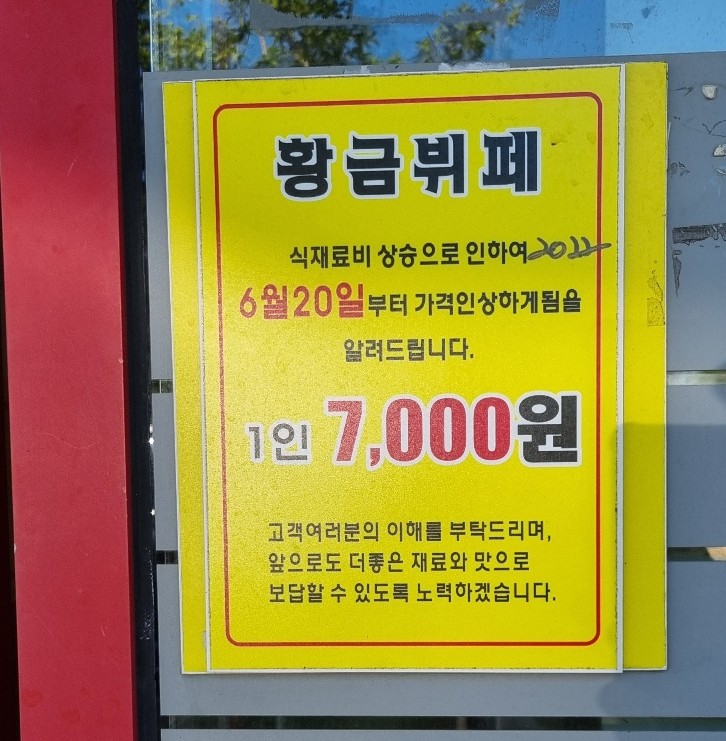 황금뷔페
식재료비 상승으로 인하여 2022
6월20일부터 가격인상하게됨을
알려드립니다.
1인 7,000원
고객여러분의 이해를 부탁드리며,
앞으로도 더좋은 재료와 맛으로
보답할 수 있도록 노력하겠습니다.